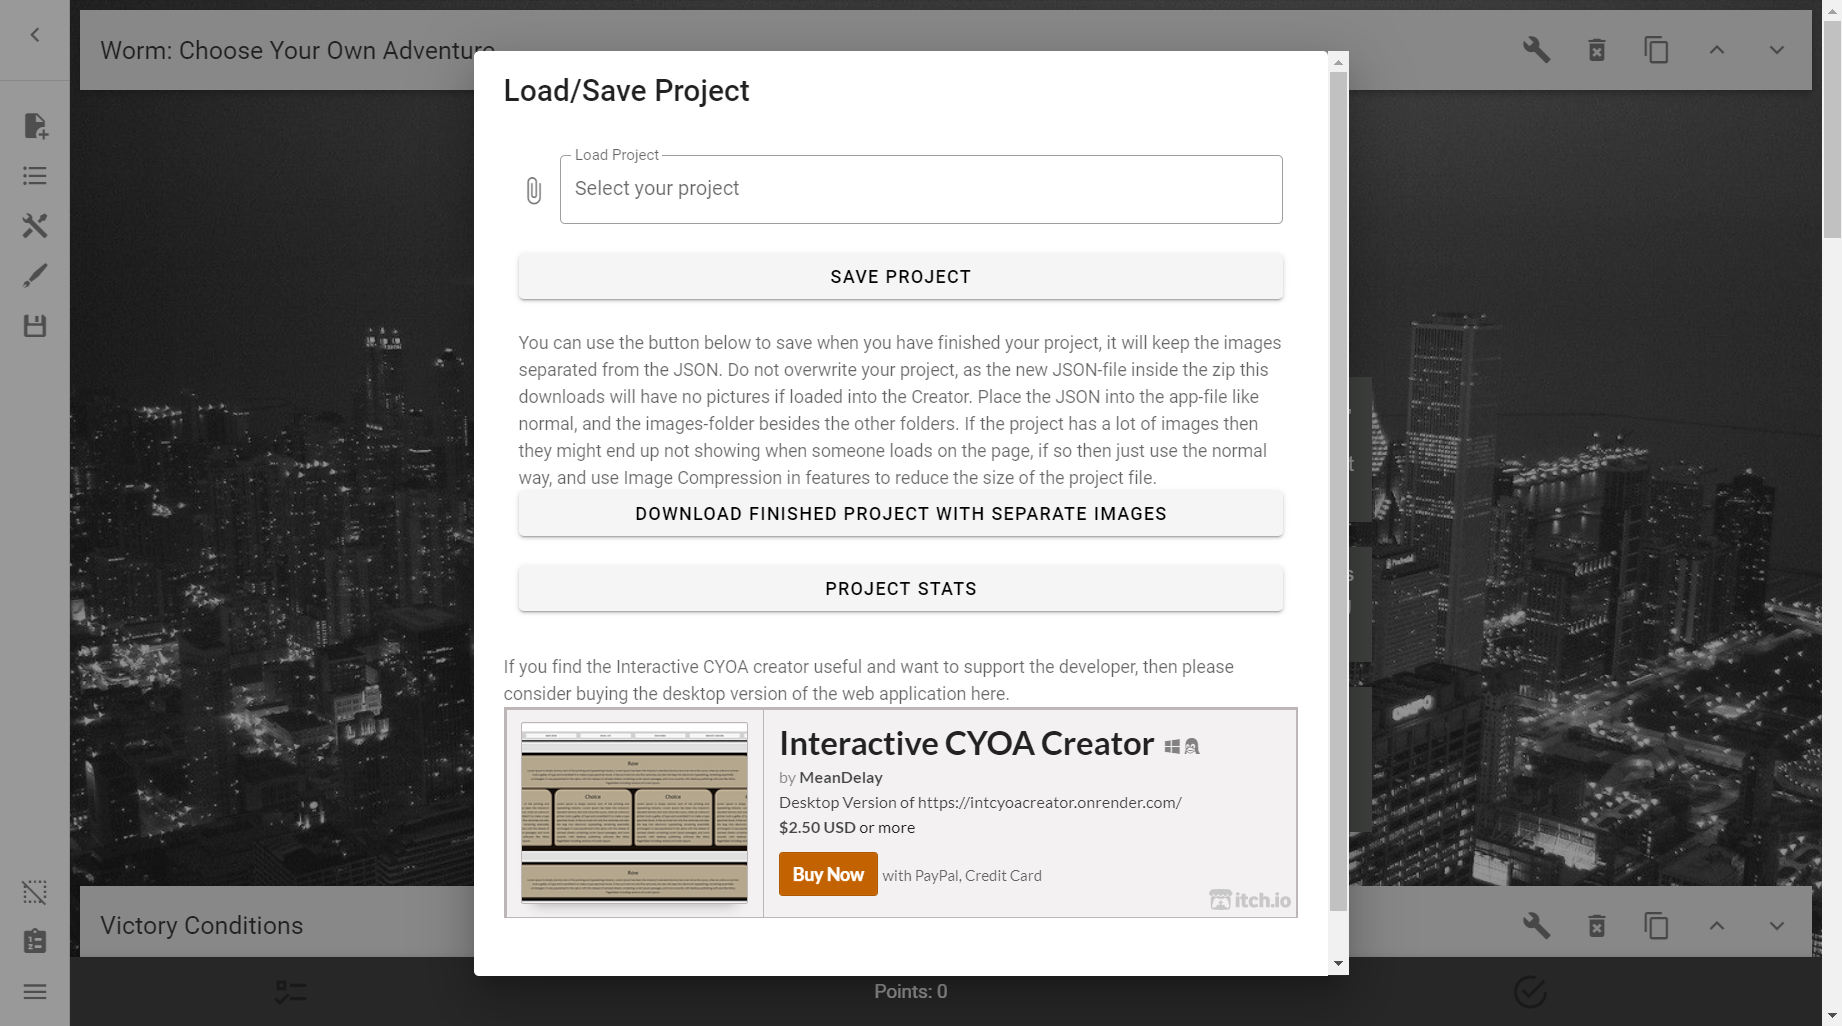 Worm: Choose Your Own Adventure
Load/Save Project
Load Project
Select your project
SAVE PROJECT
You can use the button below to save when you have finished your project, it will keep the images
separated from the JSON. Do not overwrite your project, as the new JSON-file inside the zip this
downloads will have no pictures if loaded into the Creator. Place the JSON into the app-file like
normal, and the images-folder besides the other folders. If the project has a lot of images then
they might end up not showing when someone loads on the page, if so then just use the normal
way, and use Image Compression in features to reduce the size of the project file.
DOWNLOAD FINISHED PROJECT WITH SEPARATE IMAGES
PROJECT STATS
If you find the Interactive CYOA creator useful and want to support the developer, then please
consider buying the desktop version of the web application here.
Row
Choice
Choice
Row
Interactive CYOA Creator
by MeanDelay
Desktop Version of https://intcyoacreator.onrender.com/
$2.50 USD or more
Buy Now with PayPal, Credit Card
itch.io
Victory Conditions
Points: 0